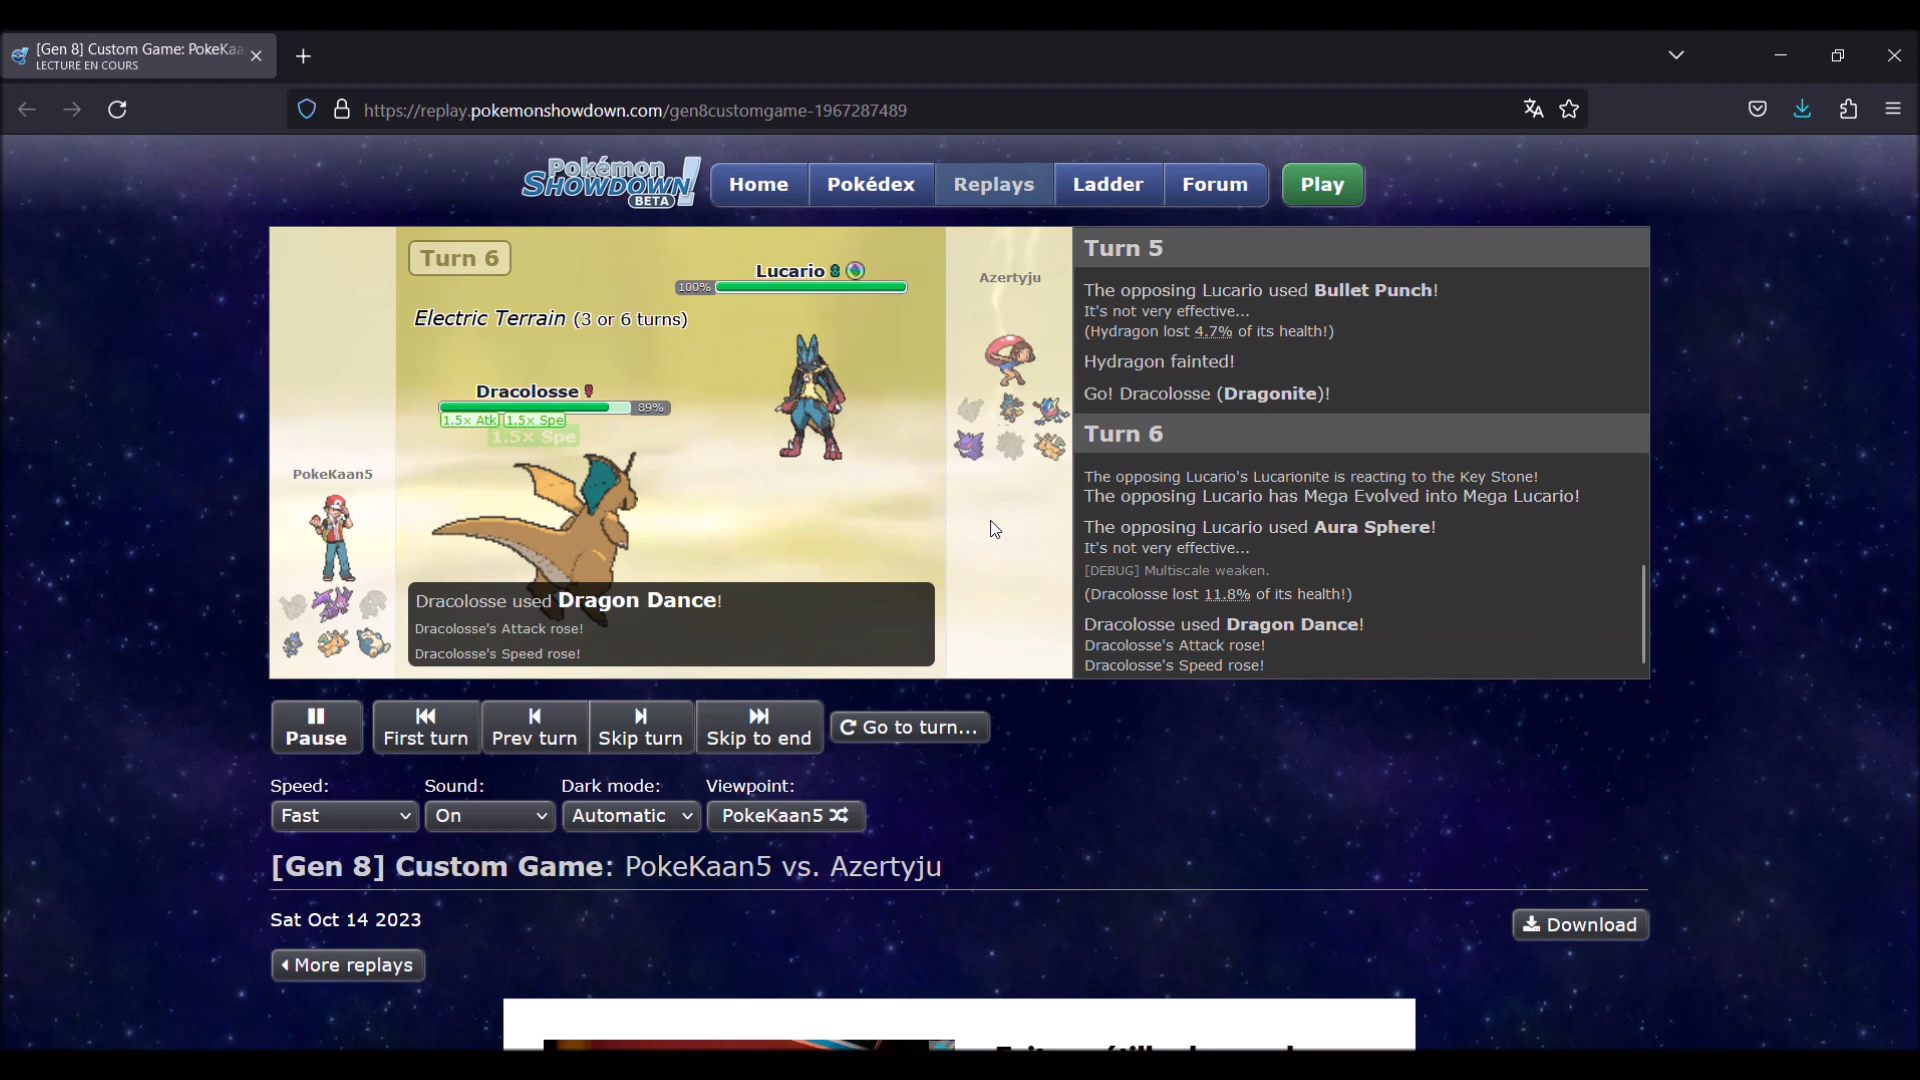 [Gen 8] Custom Game: PokeKaa
LECTURE EN COURS
https://replay.pokemonshowdown.com/gen8customgame-1967287489
Pokémon
SHOWDOWN!
BETA
Home
Pokédex
Replays
Ladder
Forum
Play
Turn 6
Lucario
100%
Electric Terrain (3 or 6 turns)
Dracolosse
89%
1.5× Atk
1.5× Spe
1.5× Spe
PokeKaan5
Azertyju
Dracolosse used Dragon Dance!
Dracolosse's Attack rose!
Dracolosse's Speed rose!
Turn 5
The opposing Lucario used Bullet Punch!
It's not very effective...
(Hydragon lost 4.7% of its health!)
Hydragon fainted!
Go! Dracolosse (Dragonite)!
Turn 6
The opposing Lucario's Lucarionite is reacting to the Key Stone!
The opposing Lucario has Mega Evolved into Mega Lucario!
The opposing Lucario used Aura Sphere!
It's not very effective...
[DEBUG] Multiscale weaken.
(Dracolosse lost 11.8% of its health!)
Dracolosse used Dragon Dance!
Dracolosse's Attack rose!
Dracolosse's Speed rose!
Pause
First turn
Prev turn
Skip turn
Skip to end
Go to turn...
Speed:
Sound:
Dark mode:
Viewpoint:
Fast
On
Automatic
PokeKaan5
[Gen 8] Custom Game: PokeKaan5 vs. Azertyju
Sat Oct 14 2023
Download
More replays